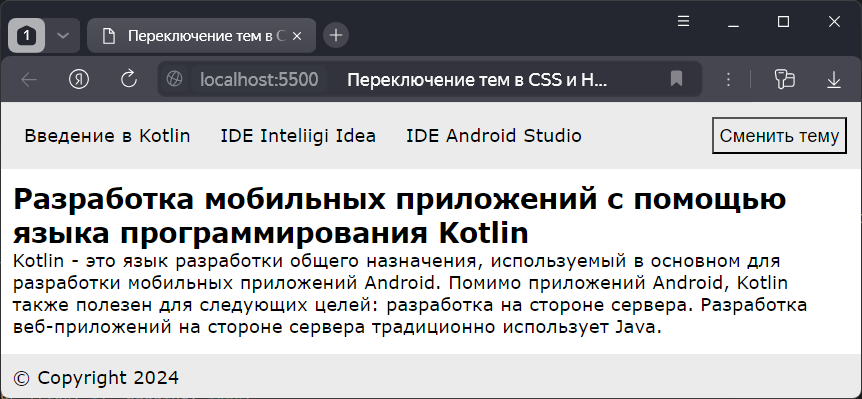 1 Переключение тем в C
localhost:5500 Переключение тем в CSS и H...
Введение в Kotlin IDE Inteliigi Idea IDE Android Studio Сменить тему
Разработка мобильных приложений с помощью
языка программирования Kotlin
Kotlin - это язык разработки общего назначения, используемый в основном для
разработки мобильных приложений Android. Помимо приложений Android, Kotlin
также полезен для следующих целей: разработка на стороне сервера. Разработка
веб-приложений на стороне сервера традиционно использует Java.
© Copyright 2024